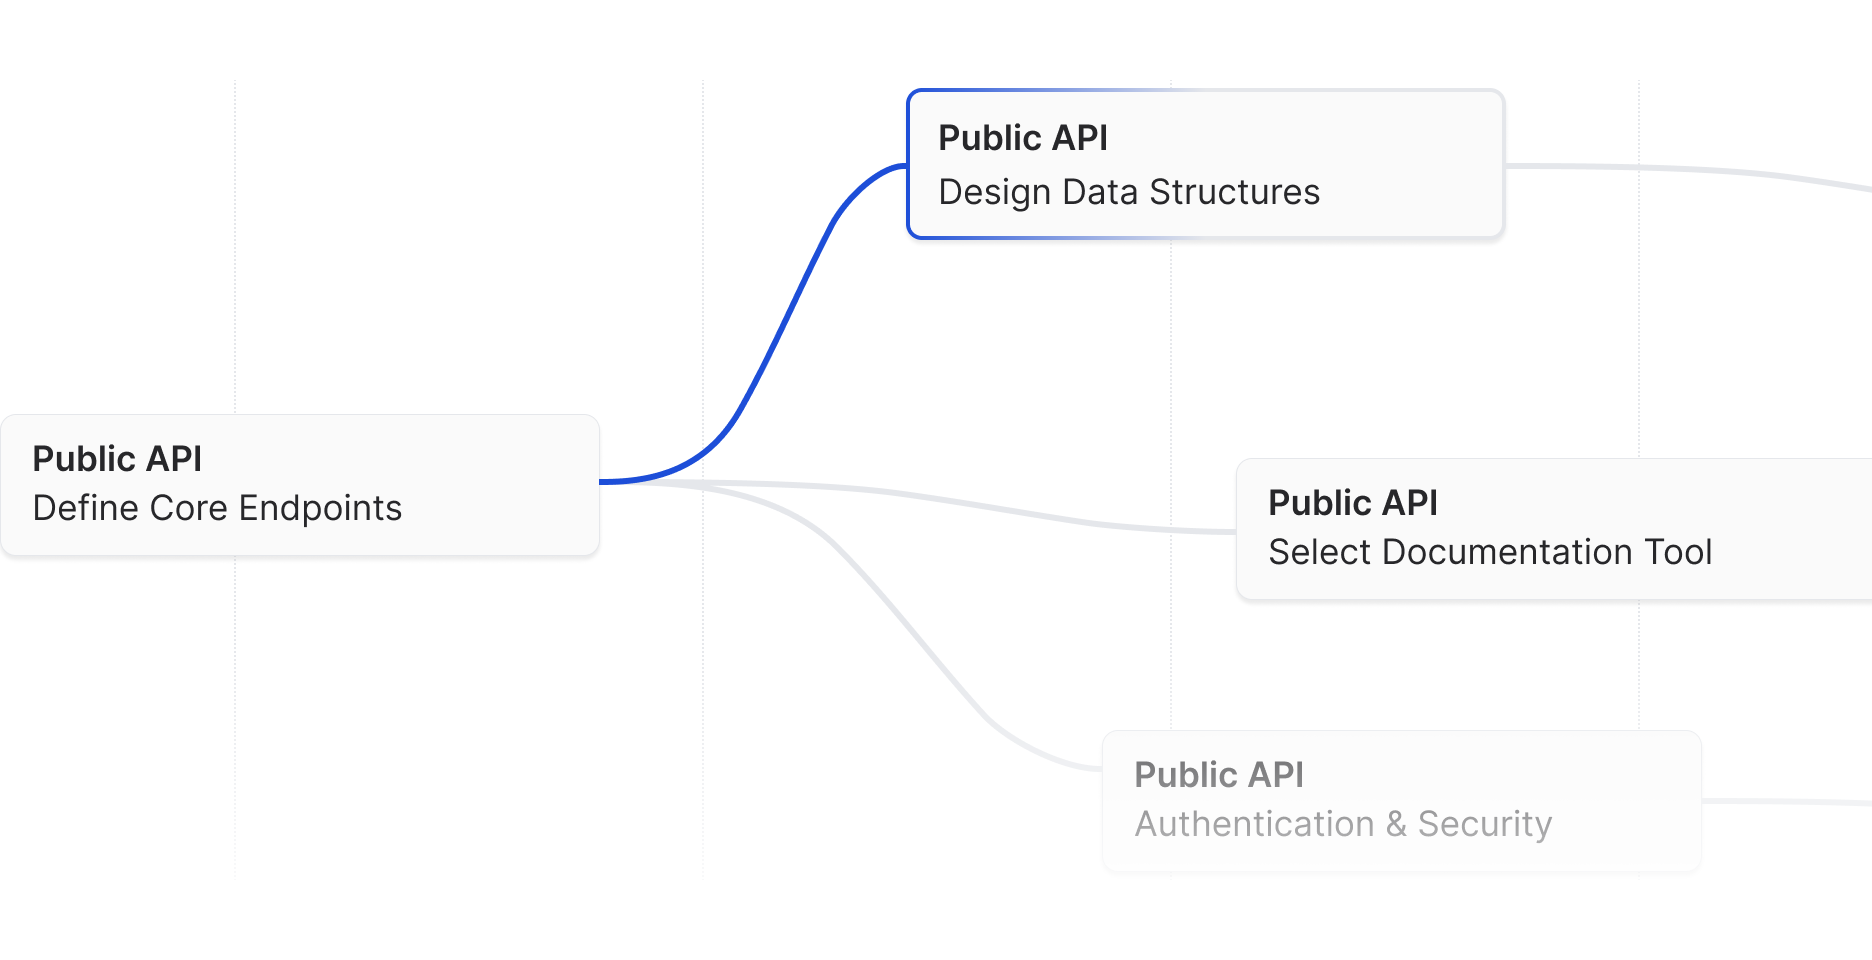 Public API
Design Data Structures
Public API
Define Core Endpoints
Public API
Select Documentation Tool
Public API
Authentication & Security